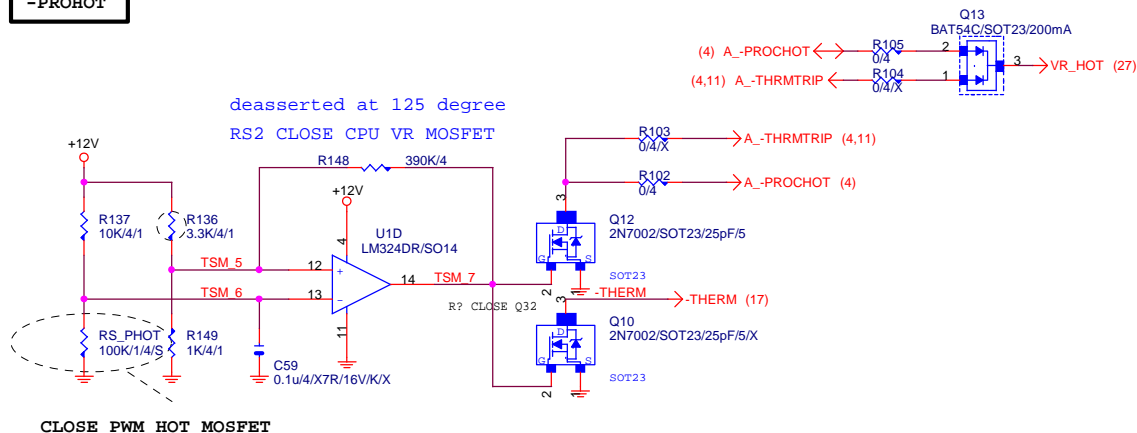 -PROHOT
Q13
BAT54C/SOT23/200mA
(4) A_-PROCHOT
R105
0/4
2
3
VR_HOT (27)
(4,11) A_-THRMTRIP
R104
0/4/X
1
deasserted at 125 degree
RS2 CLOSE CPU VR MOSFET
+12V
R148
390K/4
R103
0/4/X
A_-THRMTRIP (4,11)
R102
0/4
A_-PROCHOT (4)
+12V
R137
10K/4/1
R136
3.3K/4/1
U1D
LM324DR/SO14
4
3
Q12
2N7002/SOT23/25pF/5
D
G
S
SOT23
2
1
TSM_5
12
+
14
TSM_7
TSM_6
13
-
11
R? CLOSE Q32
3
-THERM
-THERM (17)
Q10
2N7002/SOT23/25pF/5/X
D
G
S
SOT23
2
1
RS_PHOT
100K/1/4/S
R149
1K/4/1
C59
0.1u/4/X7R/16V/K/X
CLOSE PWM HOT MOSFET